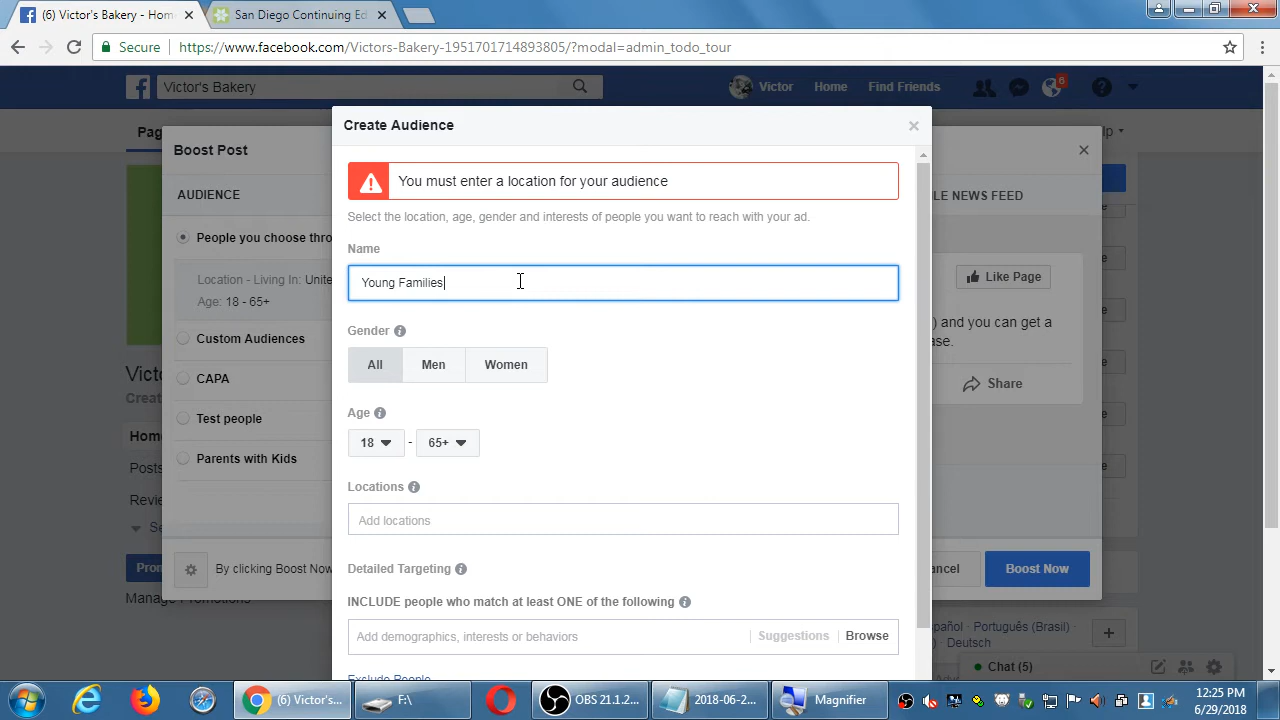 (6) Victor's Bakery - Hom
San Diego Continuing Ed
Secure
https://www.facebook.com/Victors-Bakery-1951701714893805/?modal=admin_todo_tour
Victor's Bakery
Victor
Home
Find Friends
6
Create Audience
Boost Post
You must enter a location for your audience
AUDIENCE
LE NEWS FEED
Select the location, age, gender and interests of people you want to reach with your ad.
People you choose thro
Name
Location - Living In: Unite
Young Families
Like Page
Age: 18 - 65+
) and you can get a
Gender
Custom Audiences
ase.
All
Men
Women
CAPA
Share
Age
Test people
18
-
65+
Parents with Kids
Locations
Add locations
Detailed Targeting
By clicking Boost Now
ancel
Boost Now
INCLUDE people who match at least ONE of the following
Manage Promotions
Add demographics, interests or behaviors
Suggestions
Browse
Español · Português (Brasil) ·
Deutsch
Chat (5)
Exclude People
(6) Victor's...
F:\
OBS 21.1.2...
2018-06-2...
Magnifier
12:25 PM
6/29/2018